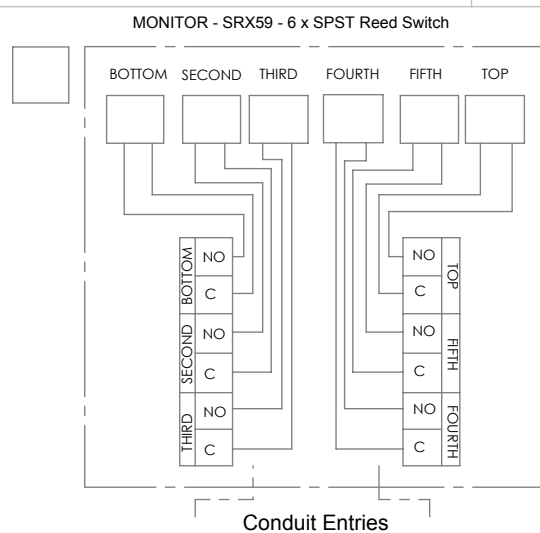 MONITOR - SRX59 - 6 x SPST Reed Switch
BOTTOM SECOND THIRD FOURTH FIFTH TOP
BOTTOM
NO
C
SECOND
NO
C
THIRD
NO
C
NO
C
TOP
NO
C
FIFTH
NO
C
FOURTH
Conduit Entries